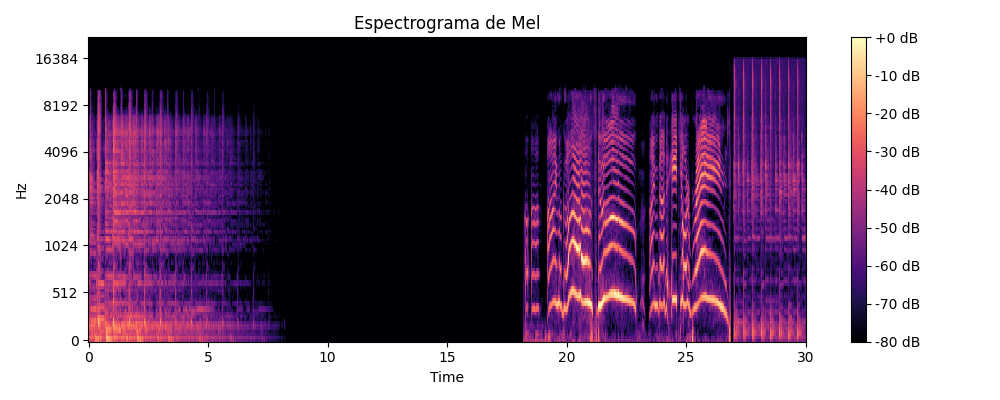 Espectrograma de Mel
Hz
16384
8192
4096
2048
1024
512
0
0 5 10 15 20 25 30
Time
+0 dB
-10 dB
-20 dB
-30 dB
-40 dB
-50 dB
-60 dB
-70 dB
-80 dB